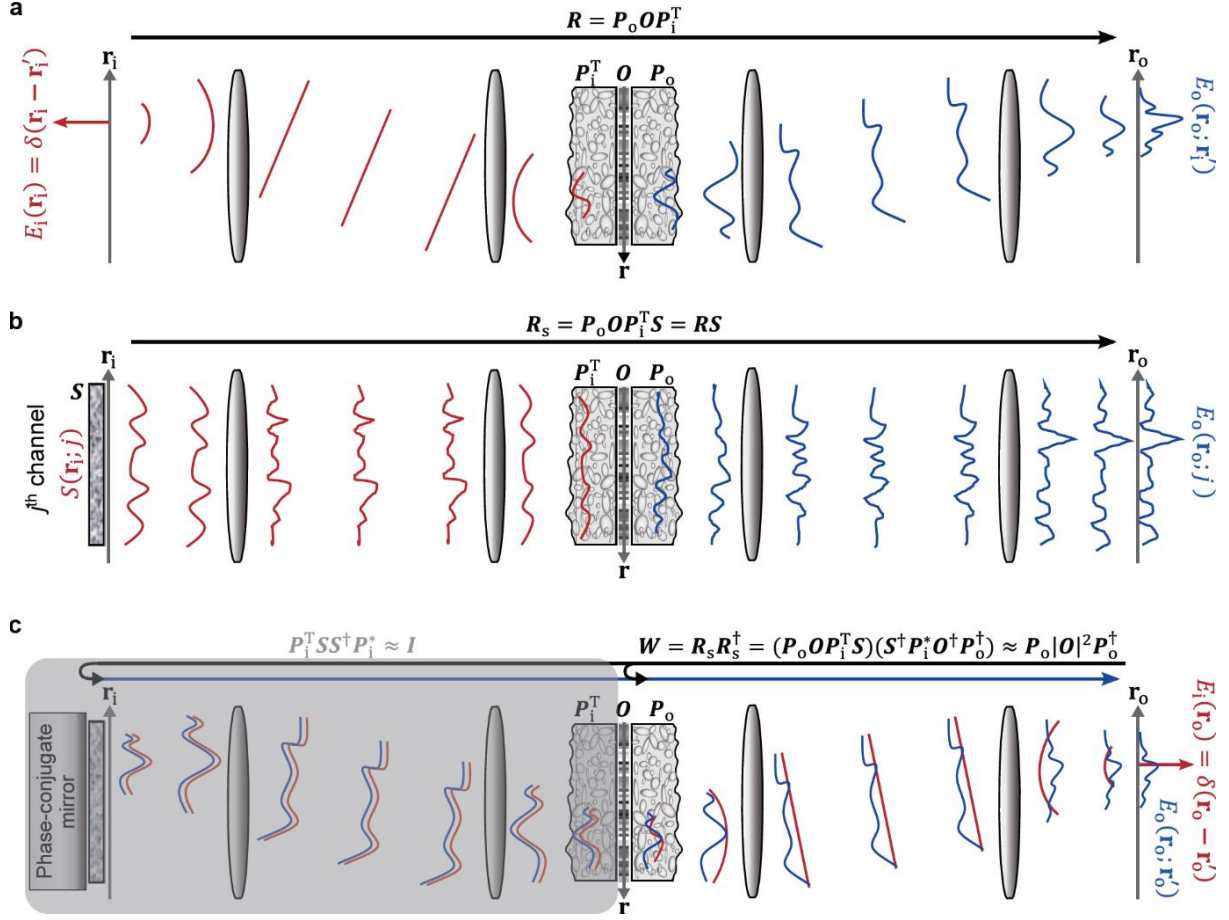 a
R = PₒOPᵢᵀ
rᵢ
Pᵢᵀ O Pₒ
rₒ
Eᵢ(rᵢ) = δ(rᵢ − rᵢ′)
Eₒ(rₒ; rᵢ′)
r
b
Rₛ = PₒOPᵢᵀS = RS
rᵢ
S
Pᵢᵀ O Pₒ
rₒ
jᵗʰ channel
S(rᵢ; j)
Eₒ(rₒ; j)
r
c
PᵢᵀSS†Pᵢ* ≈ I
W = RₛRₛ† = (PₒOPᵢᵀS)(S†Pᵢ*O†Pₒ†) ≈ Pₒ|O|²Pₒ†
rᵢ
Pᵢᵀ O Pₒ
rₒ
Phase-conjugate
mirror
Eᵢ(rₒ) = δ(rₒ − rₒ′)
Eₒ(rₒ; rₒ′)
r